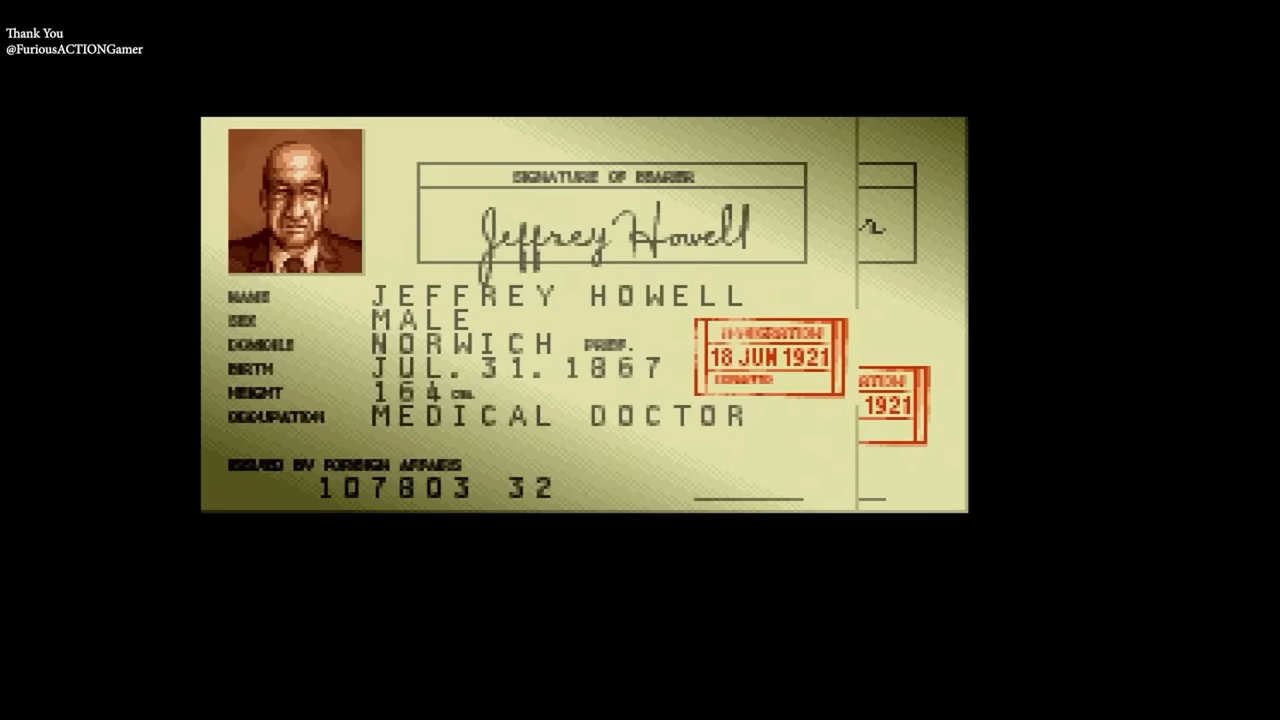 Thank You
@FuriousACTIONGamer
SIGNATURE OF BEARER
Jeffrey Howell
r
NAME JEFFREY HOWELL
SEX MALE
DOMICILE NORWICH PREF.
BIRTH JUL. 31. 1867
HEIGHT 164 CM.
OCCUPATION MEDICAL DOCTOR
IMMIGRATION
18 JUN 1921
ATION
1921
ISSUED BY FOREIGN AFFAIRS
107803 32